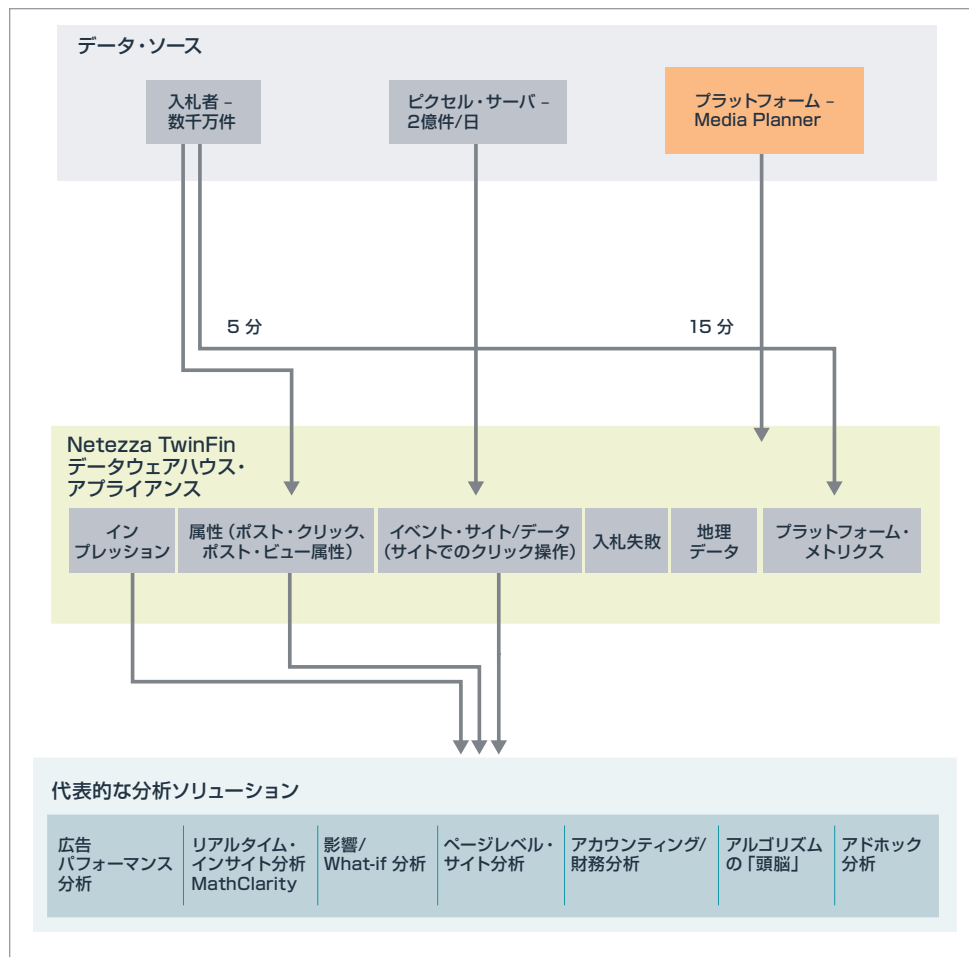 データ・ソース
入札者 –
数千万件
ピクセル・サーバ –
2億件/日
プラットフォーム –
Media Planner
5 分
15 分
Netezza TwinFin
データウェアハウス・
アプライアンス
イン
プレッション
属性（ポスト・クリック、
ポスト・ビュー属性）
イベント・サイト/データ
（サイトでのクリック操作）
入札失敗
地理
データ
プラットフォーム・
メトリクス
代表的な分析ソリューション
広告
パフォーマンス
分析
リアルタイム・
インサイト分析
MathClarity
影響/
What-if 分析
ページレベル・
サイト分析
アカウンティング/
財務分析
アルゴリズム
の「頭脳」
アドホック
分析